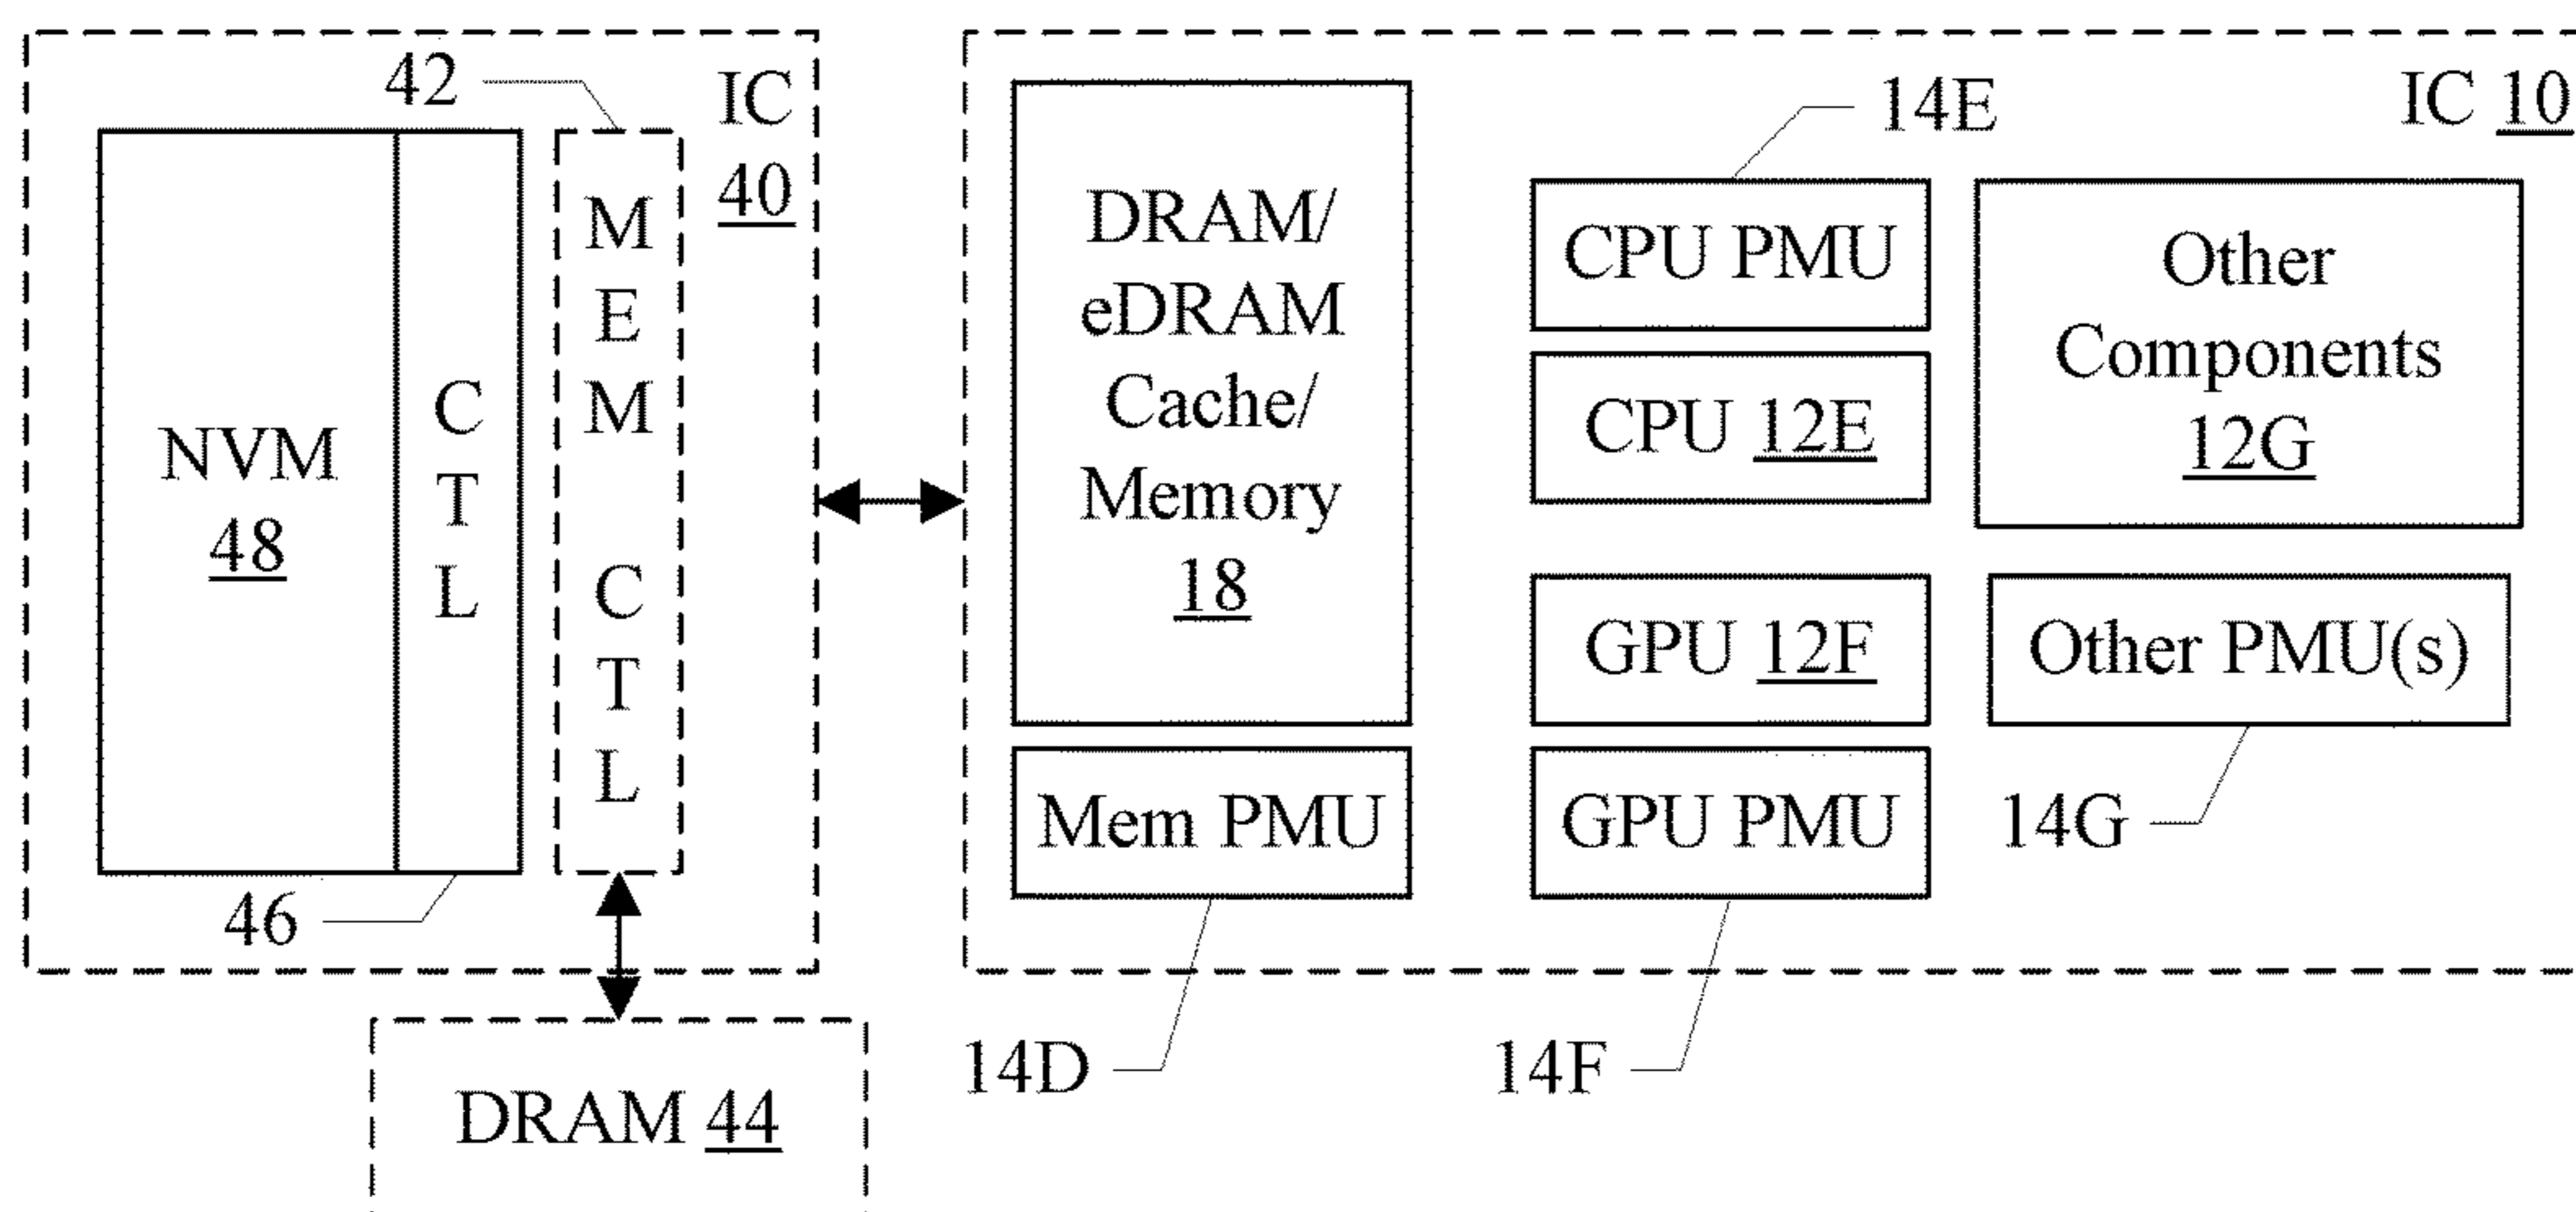 42
IC
40
NVM
48
C
T
L
M
E
M
C
T
L
46
DRAM 44
IC 10
DRAM/
eDRAM
Cache/
Memory
18
Mem PMU
14D
14E
CPU PMU
CPU 12E
GPU 12F
GPU PMU
14F
Other
Components
12G
Other PMU(s)
14G